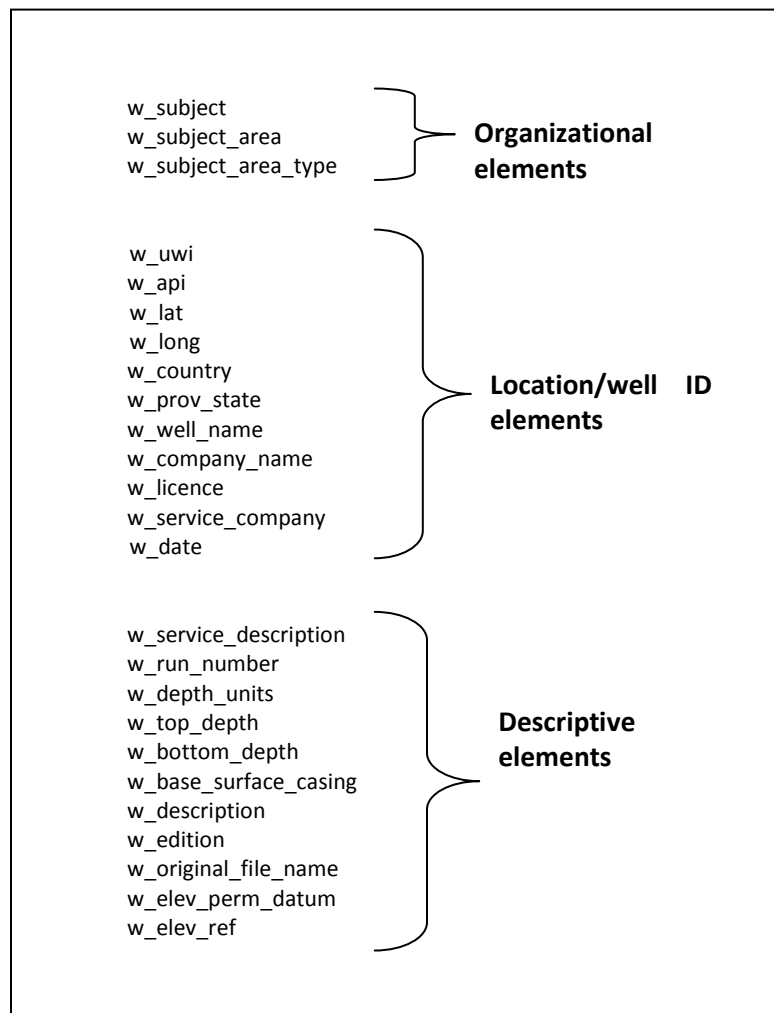 w_subject
w_subject_area
w_subject_area_type
Organizational
elements
w_uwi
w_api
w_lat
w_long
w_country
w_prov_state
w_well_name
w_company_name
w_licence
w_service_company
w_date
Location/well ID
elements
w_service_description
w_run_number
w_depth_units
w_top_depth
w_bottom_depth
w_base_surface_casing
w_description
w_edition
w_original_file_name
w_elev_perm_datum
w_elev_ref
Descriptive
elements